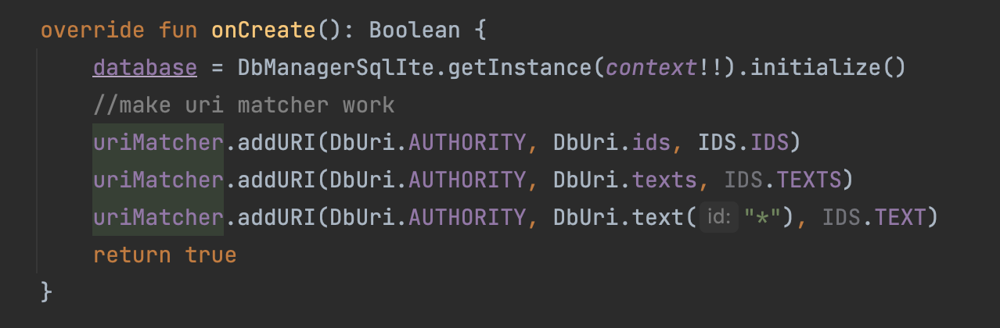 override fun onCreate(): Boolean {
database = DbManagerSqlIte.getInstance(context!!).initialize()
//make uri matcher work
uriMatcher.addURI(DbUri.AUTHORITY, DbUri.ids, IDS.IDS)
uriMatcher.addURI(DbUri.AUTHORITY, DbUri.texts, IDS.TEXTS)
uriMatcher.addURI(DbUri.AUTHORITY, DbUri.text( id: "*"), IDS.TEXT)
return true
}